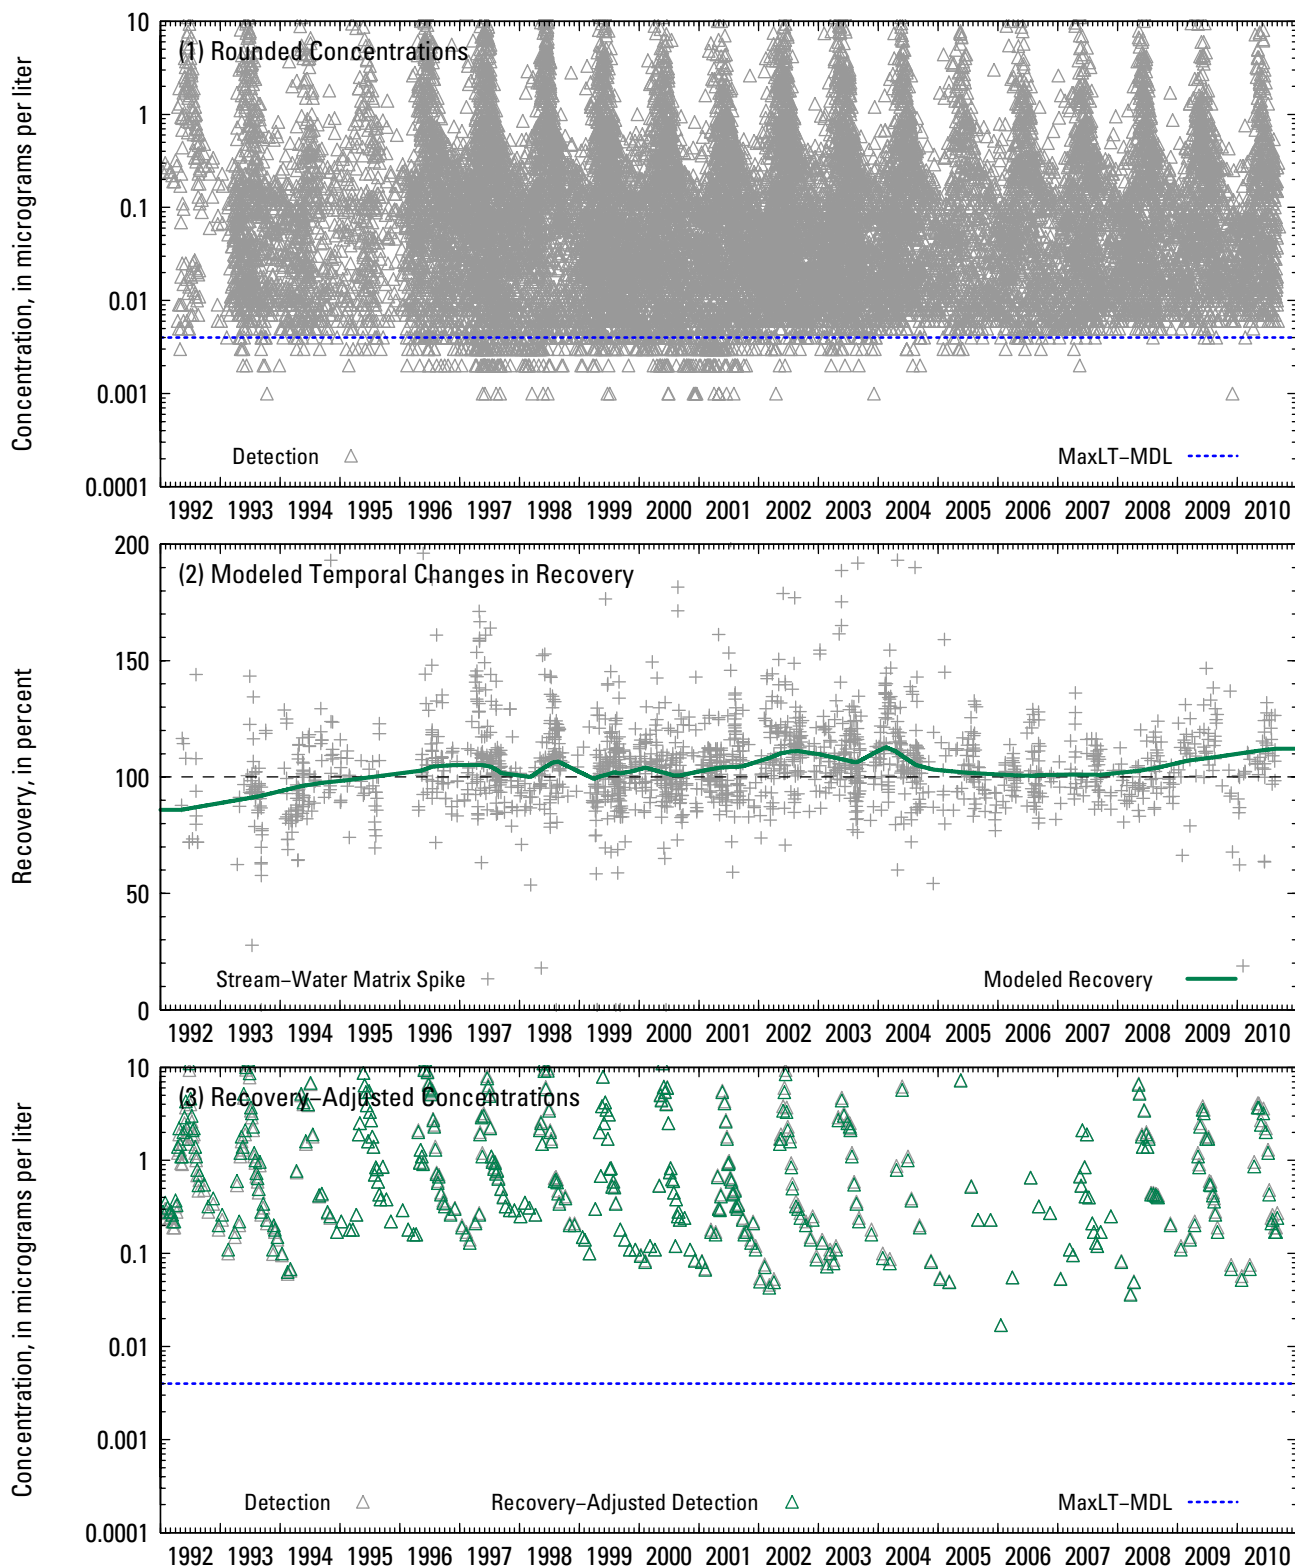 (1) Rounded Concentrations
Concentration, in micrograms per liter
10
1
0.1
0.01
0.001
0.0001
Detection
MaxLT–MDL
1992 1993 1994 1995 1996 1997 1998 1999 2000 2001 2002 2003 2004 2005 2006 2007 2008 2009 2010
(2) Modeled Temporal Changes in Recovery
Recovery, in percent
200
150
100
50
0
Stream–Water Matrix Spike
Modeled Recovery
1992 1993 1994 1995 1996 1997 1998 1999 2000 2001 2002 2003 2004 2005 2006 2007 2008 2009 2010
(3) Recovery–Adjusted Concentrations
Concentration, in micrograms per liter
10
1
0.1
0.01
0.001
0.0001
Detection
Recovery–Adjusted Detection
MaxLT–MDL
1992 1993 1994 1995 1996 1997 1998 1999 2000 2001 2002 2003 2004 2005 2006 2007 2008 2009 2010